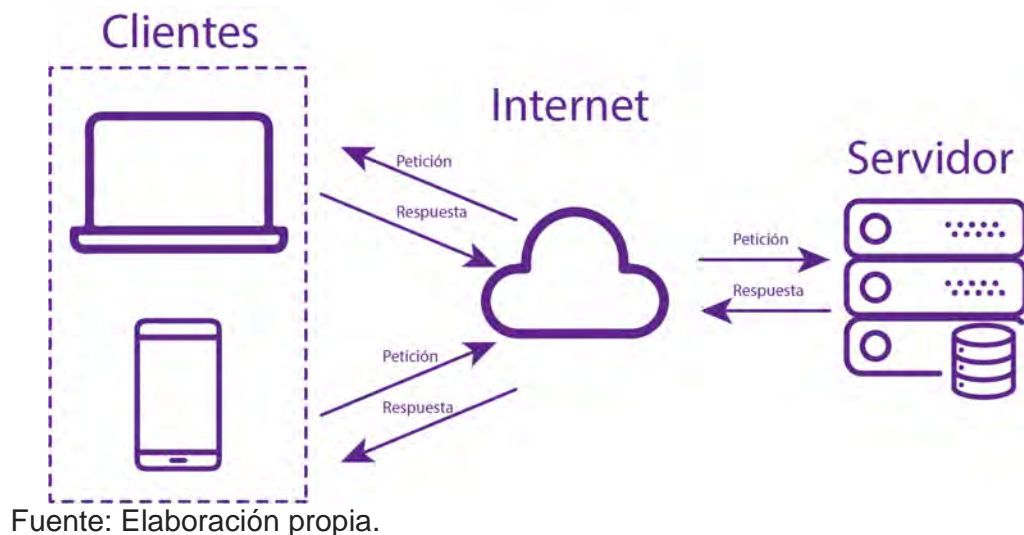 Clientes
Internet
Servidor
Petición
Respuesta
Petición
Respuesta
Petición
Respuesta
Fuente: Elaboración propia.